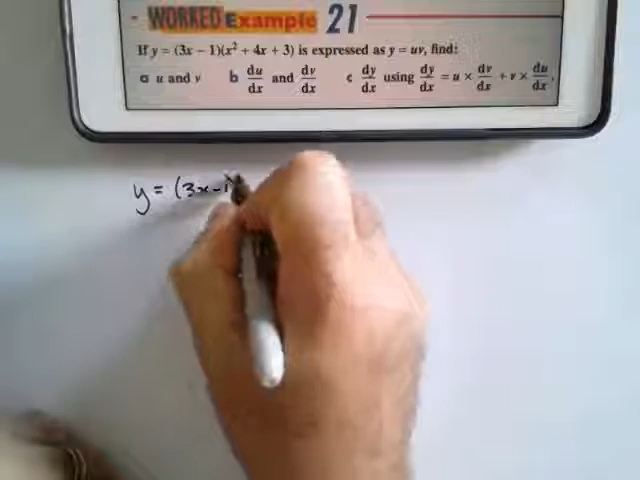 WORKED Example 21
If y = (3x − 1)(x² + 4x + 3) is expressed as y = uv, find:
a u and v b du/dx and dv/dx c dy/dx using dy/dx = u × dv/dx + v × du/dx.
y = (3x-1)